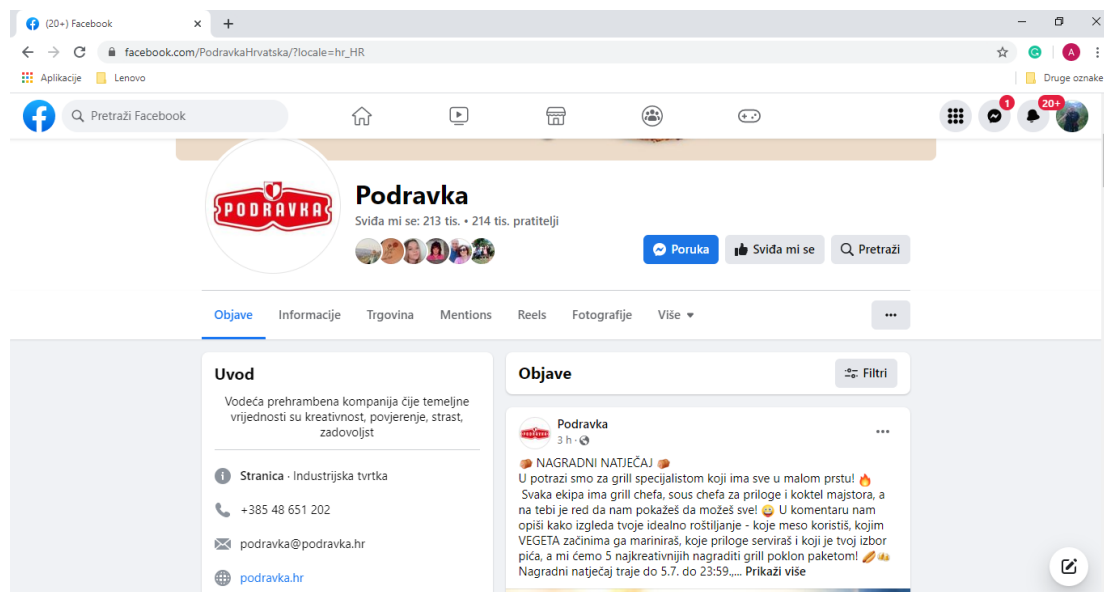 (20+) Facebook
facebook.com/PodravkaHrvatska/?locale=hr_HR
A
Aplikacije
Lenovo
Druge oznake
Pretraži Facebook
1
20+
PODRAVKA
Podravka
Sviđa mi se: 213 tis. • 214 tis. pratitelji
Poruka
Sviđa mi se
Pretraži
Objave
Informacije
Trgovina
Mentions
Reels
Fotografije
Više
Uvod
Vodeća prehrambena kompanija čije temeljne
vrijednosti su kreativnost, povjerenje, strast,
zadovoljst
Stranica · Industrijska tvrtka
+385 48 651 202
podravka@podravka.hr
podravka.hr
Objave
Filtri
PODRAVKA
Podravka
3 h ·
NAGRADNI NATJEČAJ
U potrazi smo za grill specijalistom koji ima sve u malom prstu!
Svaka ekipa ima grill chefa, sous chefa za priloge i koktel majstora, a
na tebi je red da nam pokažeš da možeš sve! 😀 U komentaru nam
opiši kako izgleda tvoje idealno roštiljanje - koje meso koristiš, kojim
VEGETA začinima ga mariniraš, koje priloge serviraš i koji je tvoj izbor
pića, a mi ćemo 5 najkreativnijih nagraditi grill poklon paketom!
Nagradni natječaj traje do 5.7. do 23:59.,... Prikaži više